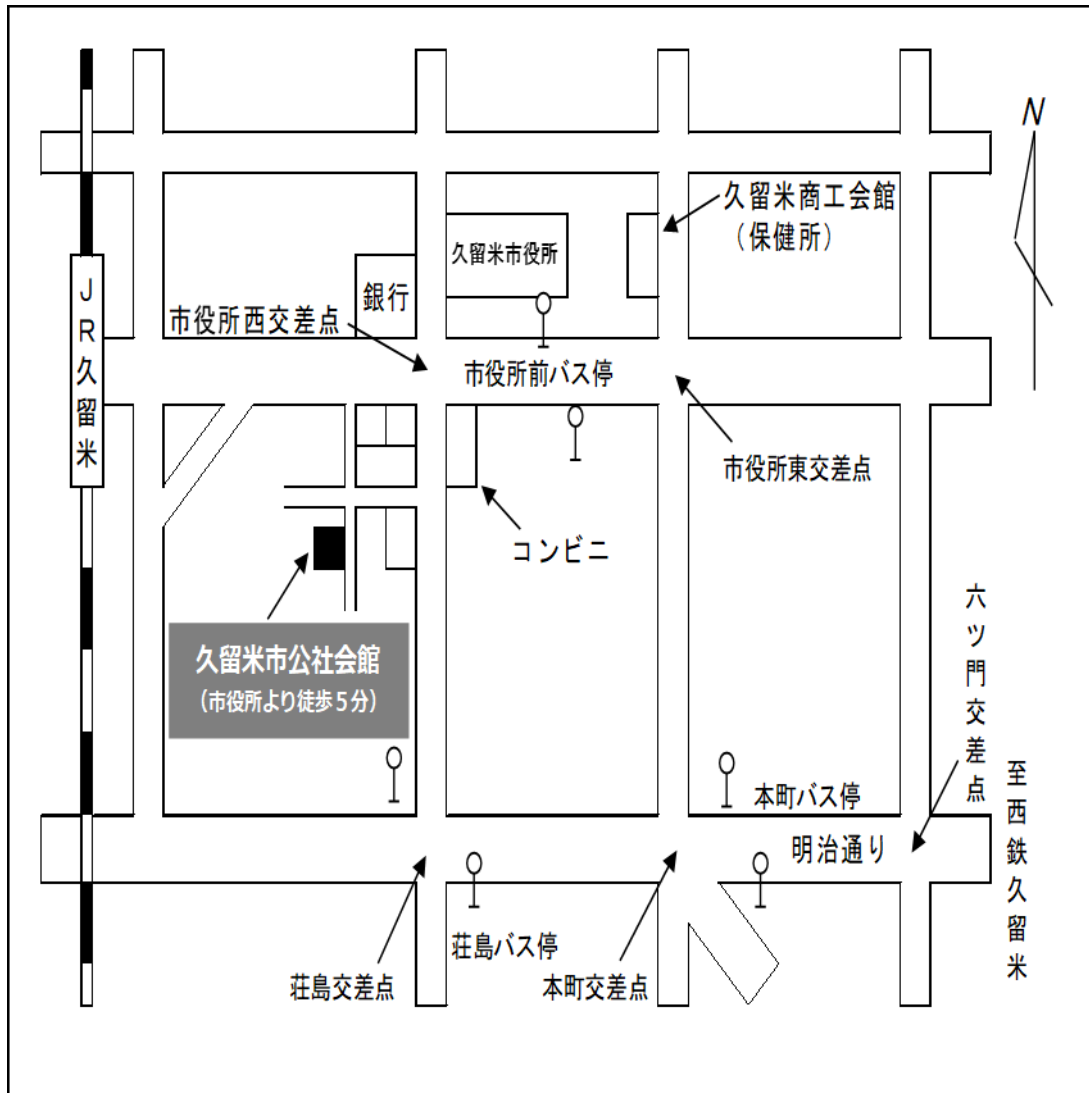 N
久留米商工会館
（保健所）
久留米市役所
銀行
JR久留米
市役所西交差点
市役所前バス停
市役所東交差点
コンビニ
久留米市公社会館
（市役所より徒歩５分）
六ツ門交差点
至西鉄久留米
本町バス停
明治通り
荘島バス停
荘島交差点
本町交差点